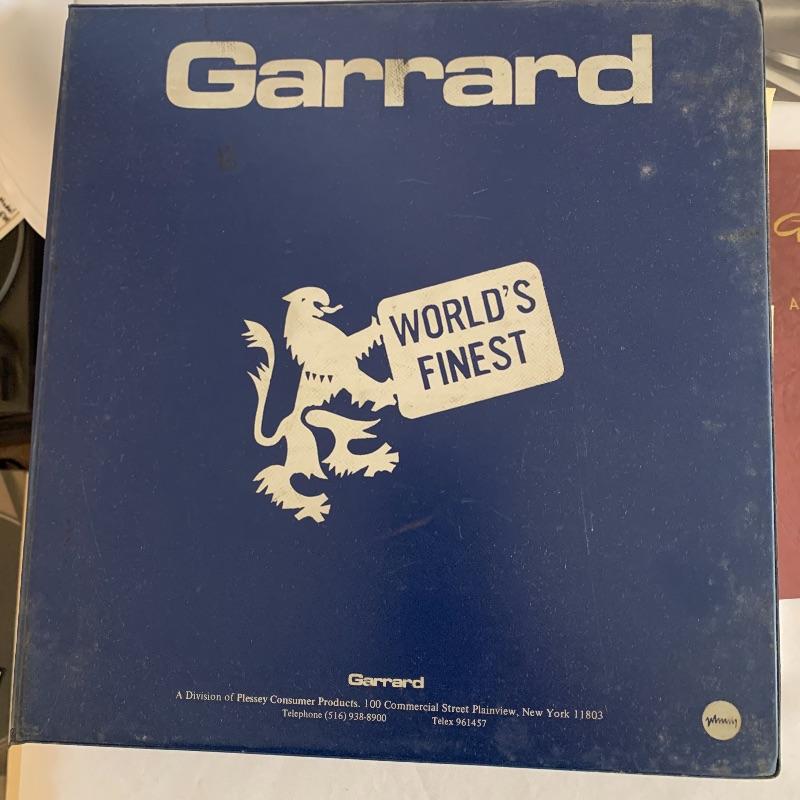 Garrard
WORLD'S
FINEST
Garrard
A Division of Plessey Consumer Products. 100 Commercial Street Plainview, New York 11803
Telephone (516) 938-8900 Telex 961457